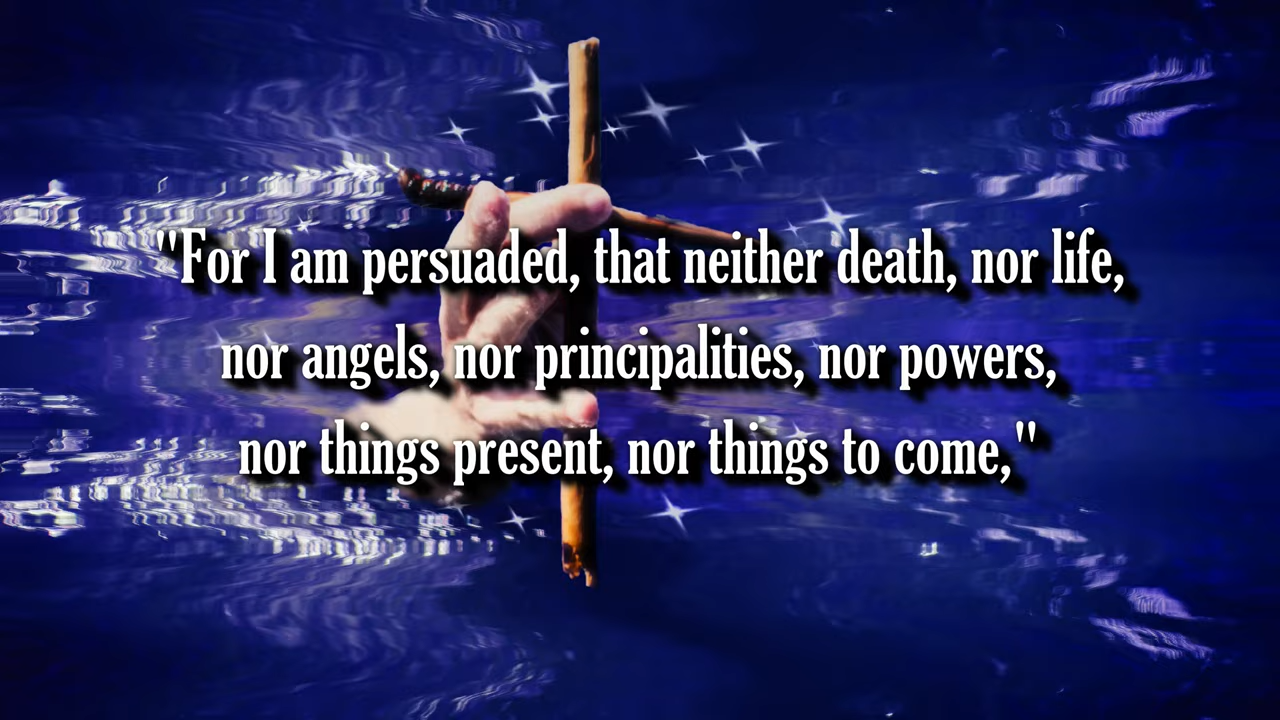 "For I am persuaded, that neither death, nor life,
nor angels, nor principalities, nor powers,
nor things present, nor things to come,"